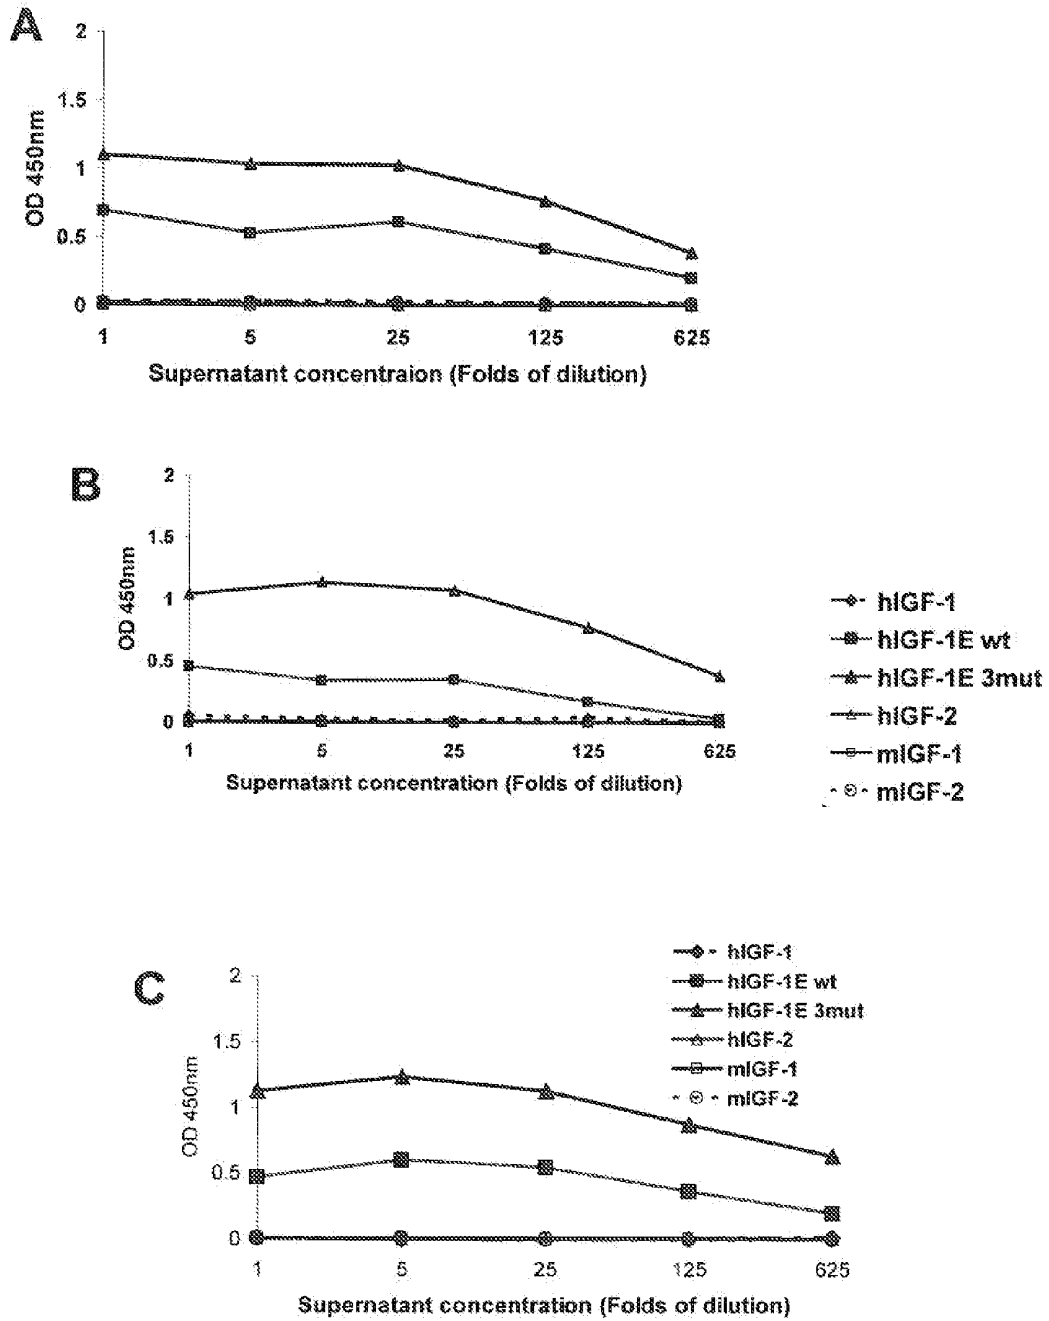 A
2
1.5
1
0.5
0
OD 450nm
1 5 25 125 625
Supernatant concentraion (Folds of dilution)
B
2
1.5
1
0.5
0
OD 450nm
1 5 25 125 625
Supernatant concentration (Folds of dilution)
hIGF-1
hIGF-1E wt
hIGF-1E 3mut
hIGF-2
mIGF-1
mIGF-2
C
2
1.5
1
0.5
0
OD 450nm
1 5 25 125 625
Supernatant concentration (Folds of dilution)
hIGF-1
hIGF-1E wt
hIGF-1E 3mut
hIGF-2
mIGF-1
mIGF-2